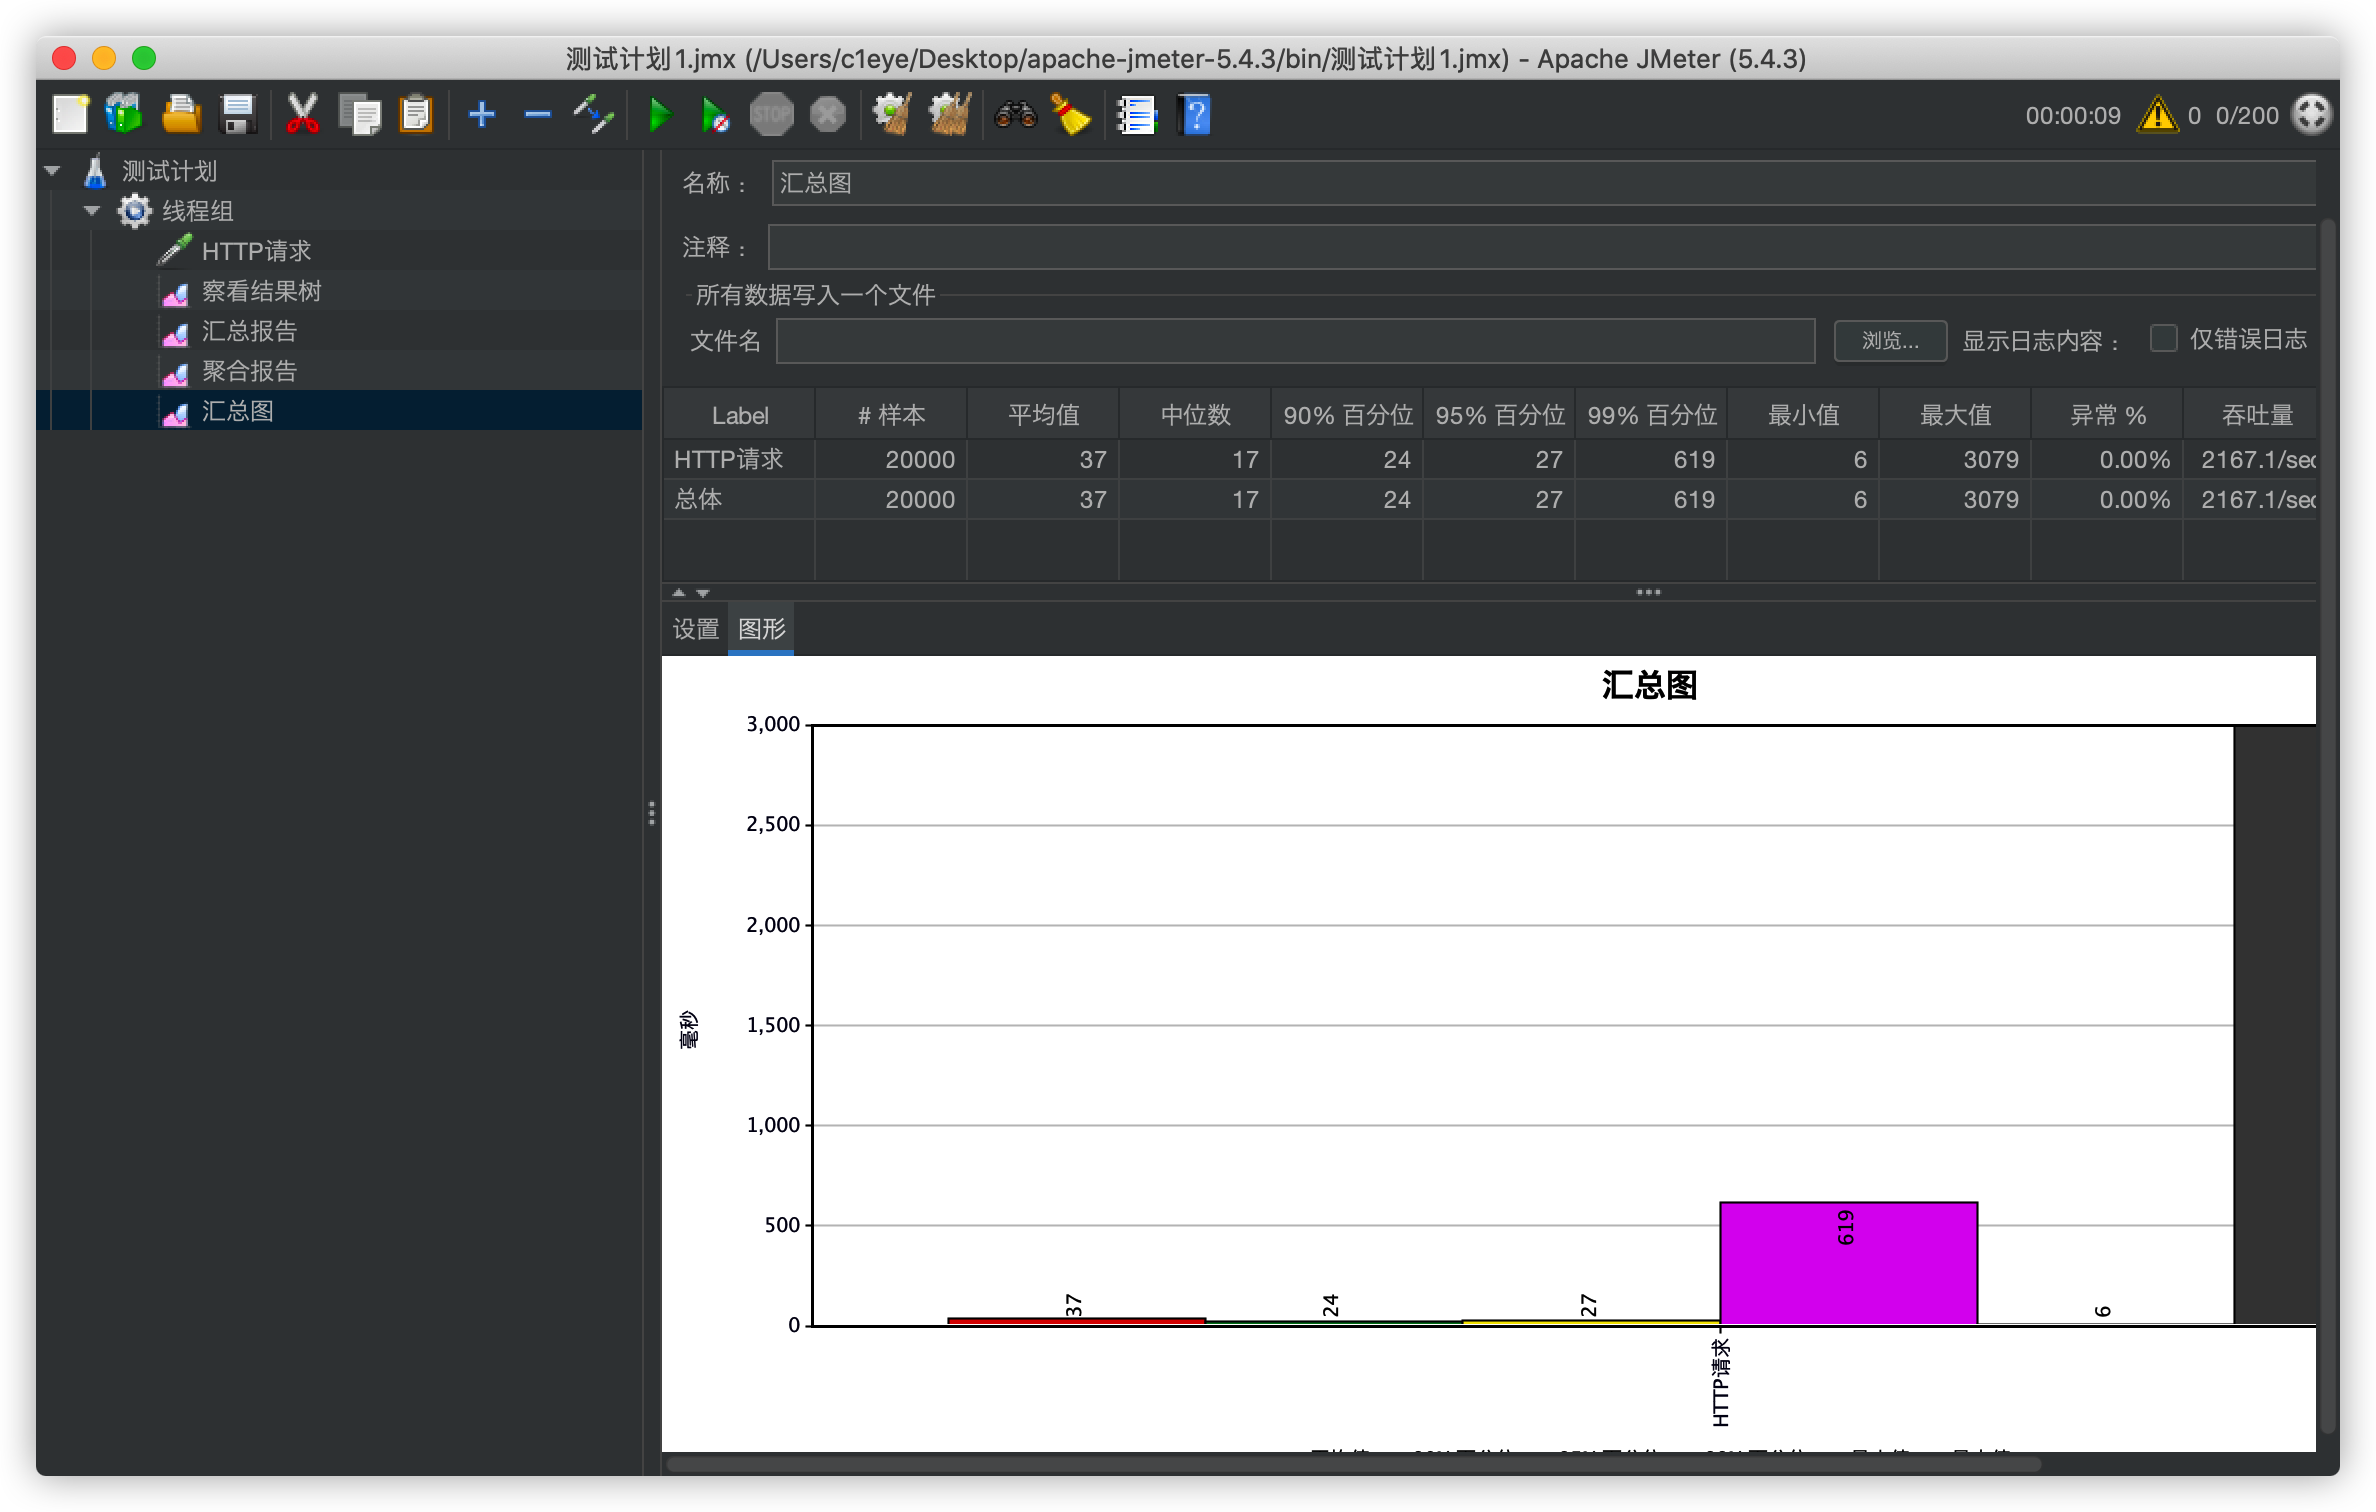 测试计划1.jmx (/Users/c1eye/Desktop/apache-jmeter-5.4.3/bin/测试计划1.jmx) - Apache JMeter (5.4.3)
STOP
00:00:09 0 0/200
测试计划
线程组
HTTP请求
察看结果树
汇总报告
聚合报告
汇总图
名称： 汇总图
注释：
所有数据写入一个文件
文件名 浏览... 显示日志内容： 仅错误日志
Label # 样本 平均值 中位数 90% 百分位 95% 百分位 99% 百分位 最小值 最大值 异常 % 吞吐量
HTTP请求 20000 37 17 24 27 619 6 3079 0.00% 2167.1/sec
总体 20000 37 17 24 27 619 6 3079 0.00% 2167.1/sec
设置 图形
汇总图
3,000
2,500
2,000
1,500
1,000
500
0
毫秒
37
24
27
619
6
HTTP请求